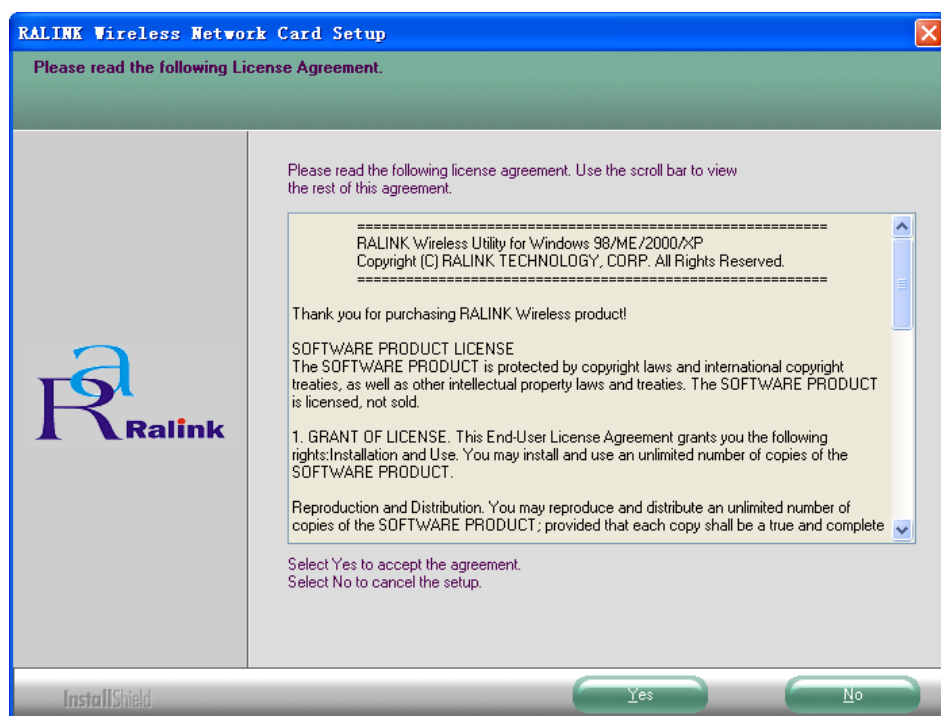 RALINK Wireless Network Card Setup
Please read the following License Agreement.
Please read the following license agreement. Use the scroll bar to view
the rest of this agreement.
==========================================================
RALINK Wireless Utility for Windows 98/ME/2000/XP
Copyright (C) RALINK TECHNOLOGY, CORP. All Rights Reserved.
==========================================================
Thank you for purchasing RALINK Wireless product!
SOFTWARE PRODUCT LICENSE
The SOFTWARE PRODUCT is protected by copyright laws and international copyright
treaties, as well as other intellectual property laws and treaties. The SOFTWARE PRODUCT
is licensed, not sold.
1. GRANT OF LICENSE. This End-User License Agreement grants you the following
rights:Installation and Use. You may install and use an unlimited number of copies of the
SOFTWARE PRODUCT.
Reproduction and Distribution. You may reproduce and distribute an unlimited number of
copies of the SOFTWARE PRODUCT; provided that each copy shall be a true and complete
Ra
Ralink
Select Yes to accept the agreement.
Select No to cancel the setup.
InstallShield
Yes
No